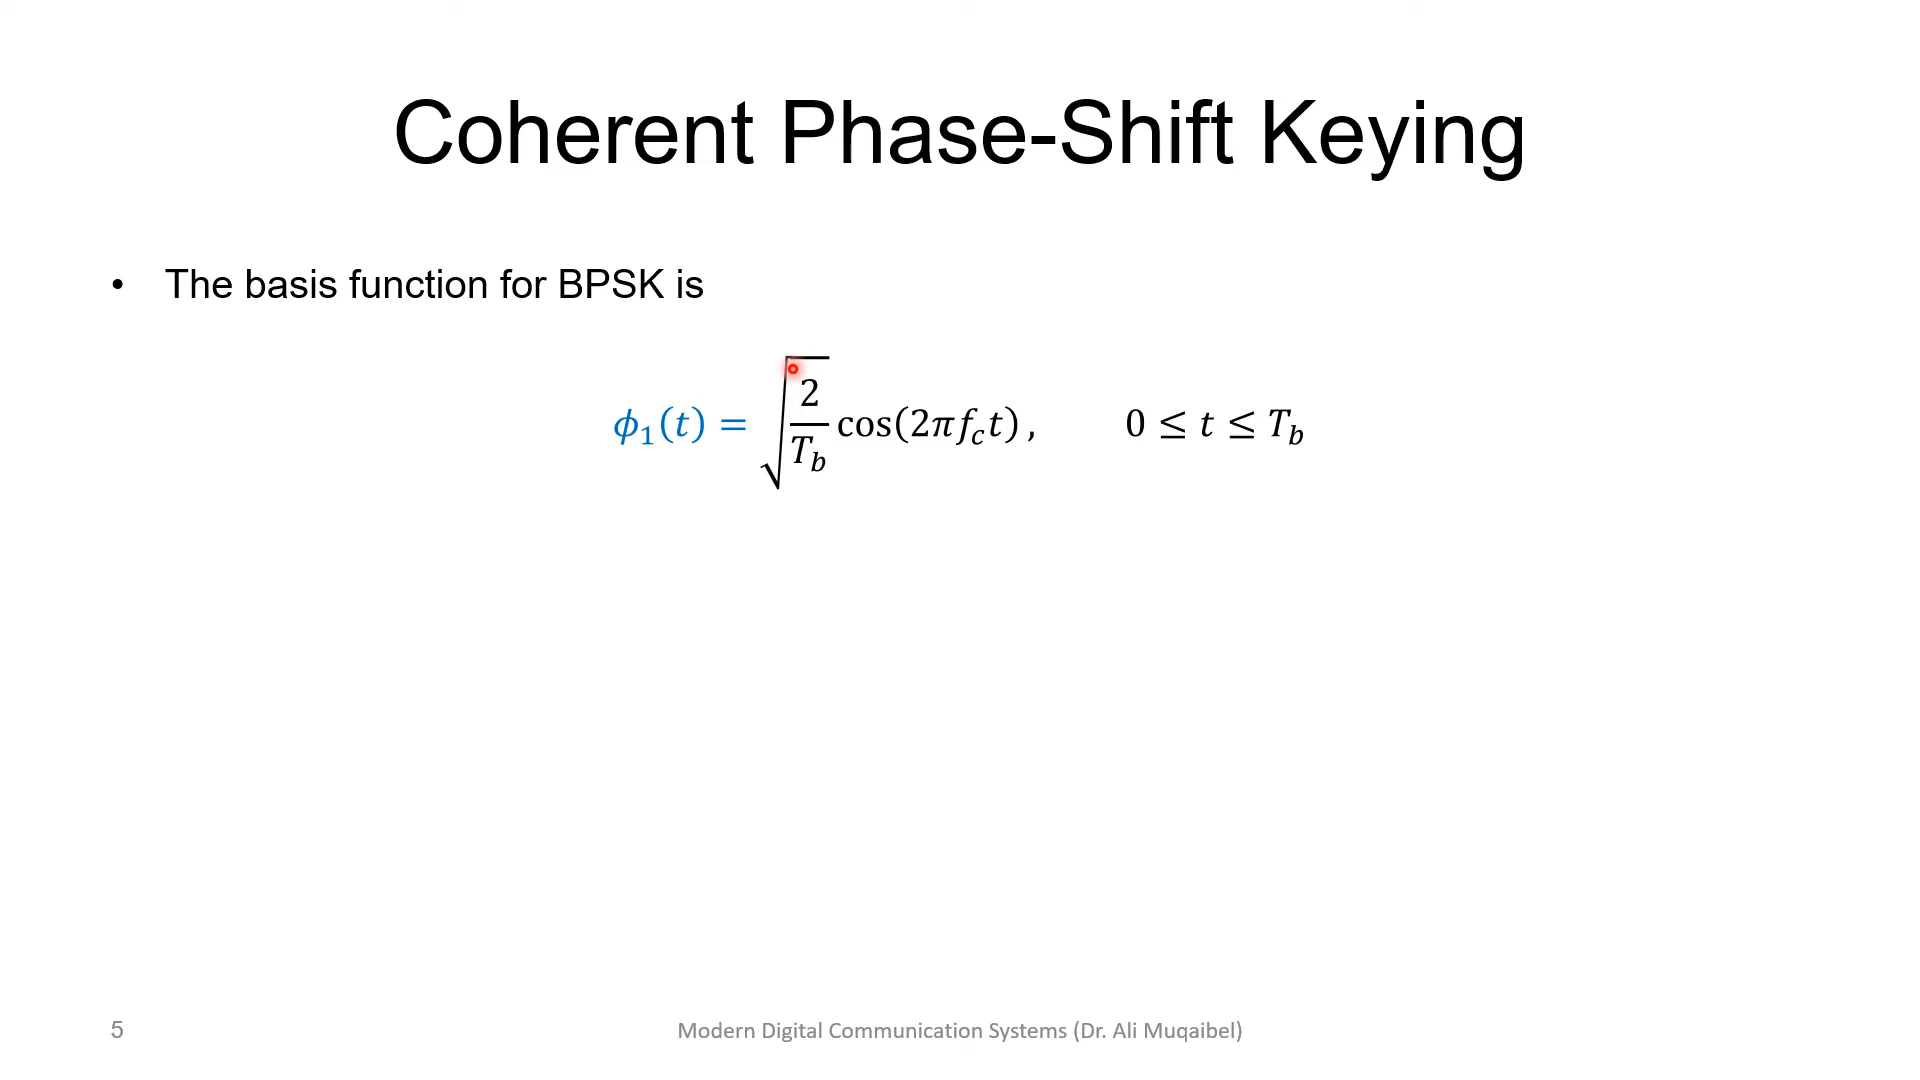 Coherent Phase-Shift Keying
• The basis function for BPSK is
𝜙₁(𝑡) = √(2/𝑇_b) cos(2𝜋𝑓_c𝑡), 0 ≤ 𝑡 ≤ 𝑇_b
5 Modern Digital Communication Systems (Dr. Ali Muqaibel)